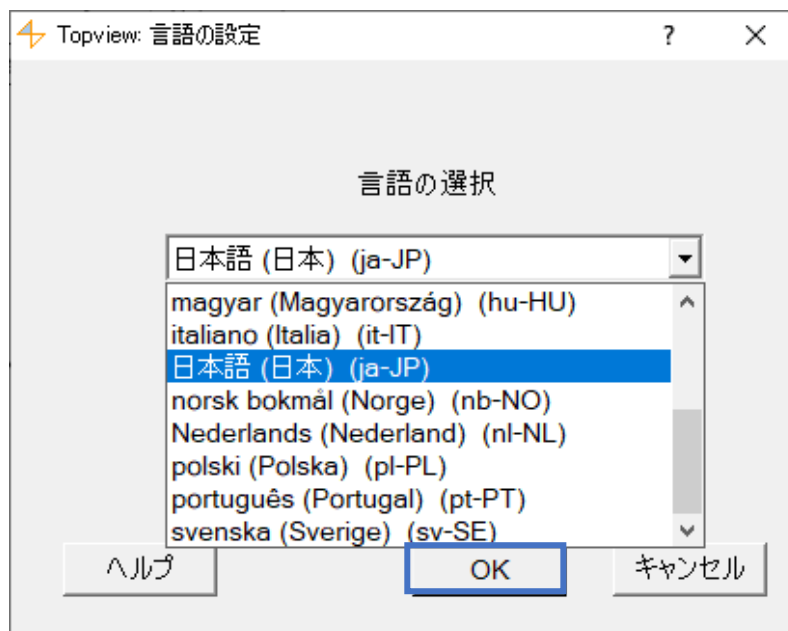 Topview: 言語の設定
言語の選択
日本語 (日本) (ja-JP)
magyar (Magyarország) (hu-HU)
italiano (Italia) (it-IT)
日本語 (日本) (ja-JP)
norsk bokmål (Norge) (nb-NO)
Nederlands (Nederland) (nl-NL)
polski (Polska) (pl-PL)
português (Portugal) (pt-PT)
svenska (Sverige) (sv-SE)
ヘルプ OK キャンセル